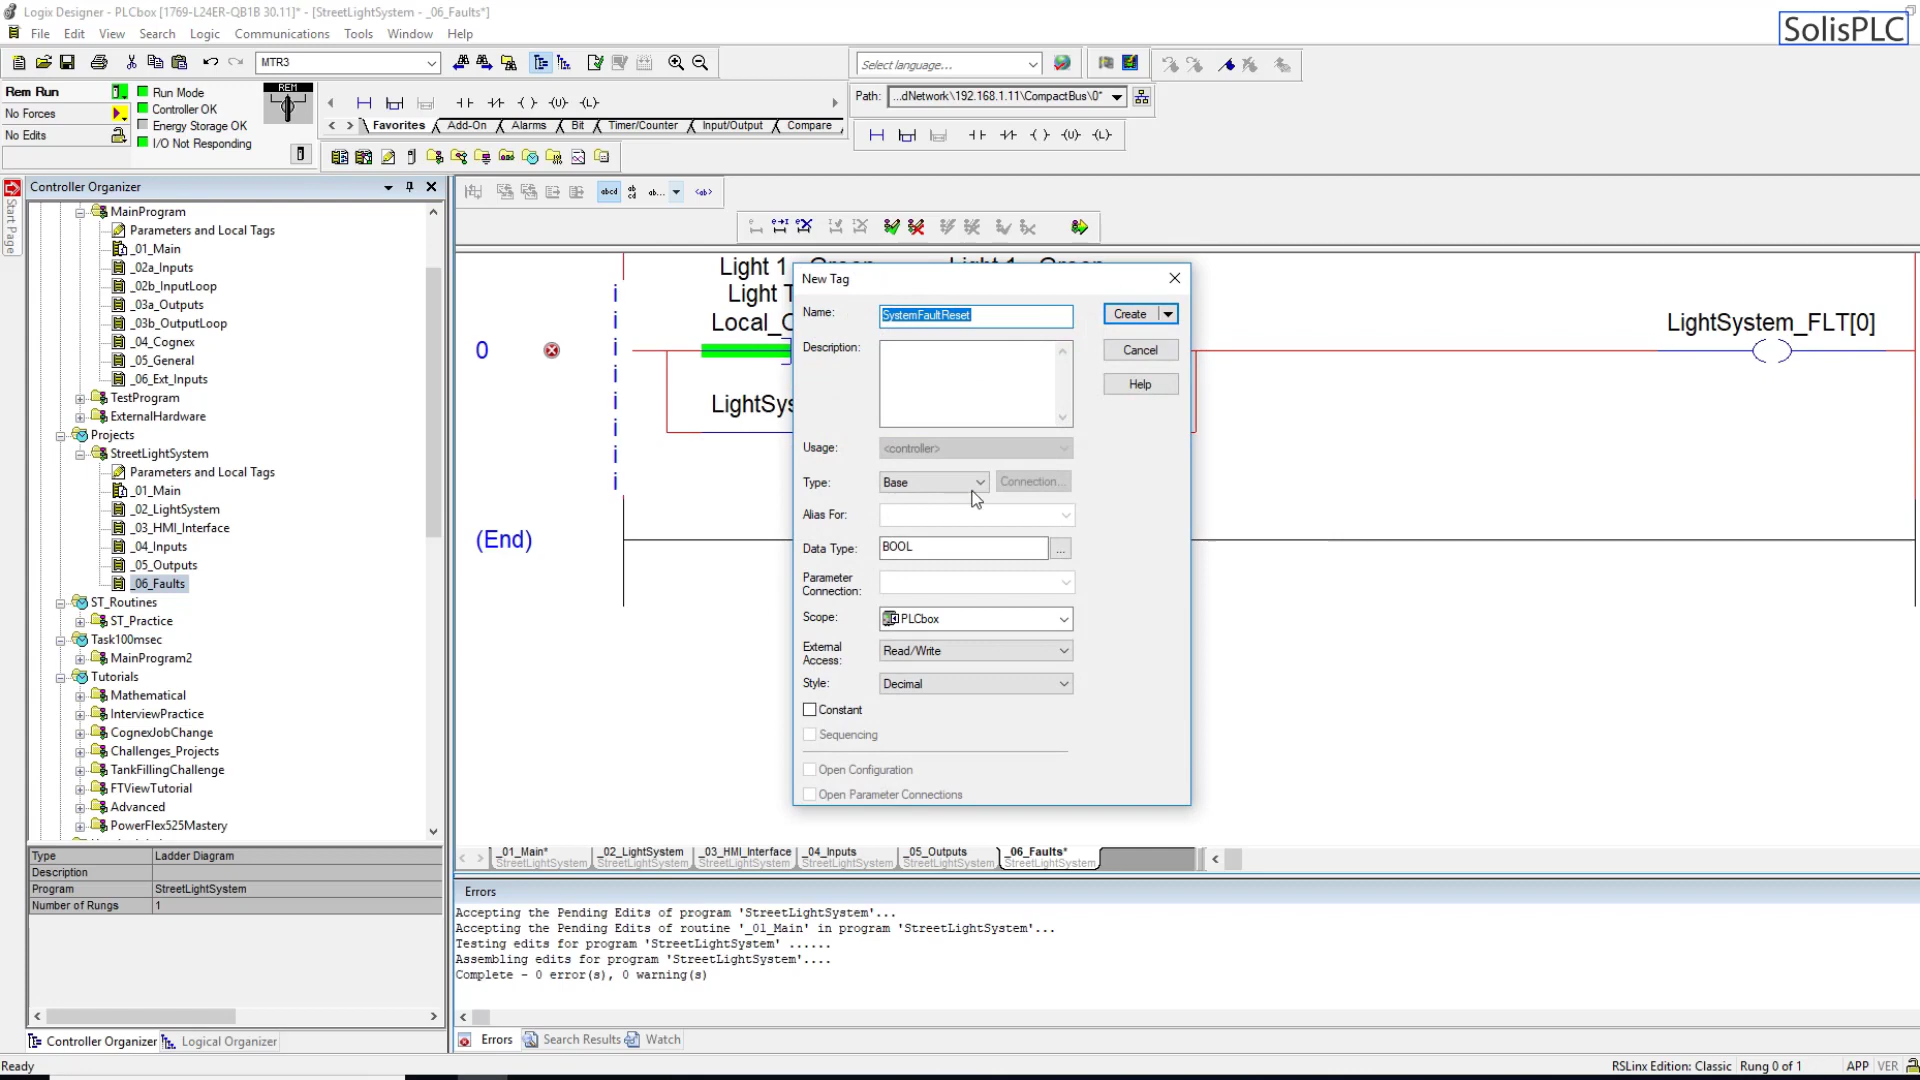 Logix Designer - PLCbox [1769-L24ER-QB1B 30.11]* - [StreetLightSystem - _06_Faults*]
SolisPLC
File Edit View Search Logic Communications Tools Window Help
MTR3
Select language...
Rem Run
Run Mode
REM
No Forces
Controller OK
Energy Storage OK
No Edits
I/O Not Responding
Path: ...dNetwork\192.168.1.11\CompactBus\0*
Favorites Add-On Alarms Bit Timer/Counter Input/Output Compare
Start Page
Controller Organizer
MainProgram
Parameters and Local Tags
_01_Main
_02a_Inputs
_02b_InputLoop
_03a_Outputs
_03b_OutputLoop
_04_Cognex
_05_General
_06_Ext_Inputs
TestProgram
ExternalHardware
Projects
StreetLightSystem
Parameters and Local Tags
_01_Main
_02_LightSystem
_03_HMI_Interface
_04_Inputs
_05_Outputs
_06_Faults
ST_Routines
ST_Practice
Task100msec
MainProgram2
Tutorials
Mathematical
InterviewPractice
CognexJobChange
Challenges_Projects
TankFillingChallenge
FTViewTutorial
Advanced
PowerFlex525Mastery
Type Ladder Diagram
Description
Program StreetLightSystem
Number of Rungs 1
Controller Organizer Logical Organizer
Light 1
Light T
Local_
LightSys
0
(End)
LightSystem_FLT[0]
New Tag
Name: SystemFaultReset
Create
Description:
Cancel
Help
Usage: <controller>
Type: Base
Connection...
Alias For:
Data Type: BOOL
...
Parameter
Connection:
Scope: PLCbox
External
Access: Read/Write
Style: Decimal
Constant
Sequencing
Open Configuration
Open Parameter Connections
_01_Main* _02_LightSystem _03_HMI_Interface _04_Inputs _05_Outputs _06_Faults*
StreetLightSystem StreetLightSystem StreetLightSystem StreetLightSystem StreetLightSystem StreetLightSystem
Errors
Accepting the Pending Edits of program 'StreetLightSystem'...
Accepting the Pending Edits of routine '_01_Main' in program 'StreetLightSystem'...
Testing edits for program 'StreetLightSystem' ......
Assembling edits for program 'StreetLightSystem'....
Complete - 0 error(s), 0 warning(s)
Errors Search Results Watch
Ready
RSLinx Edition: Classic Rung 0 of 1 APP VER